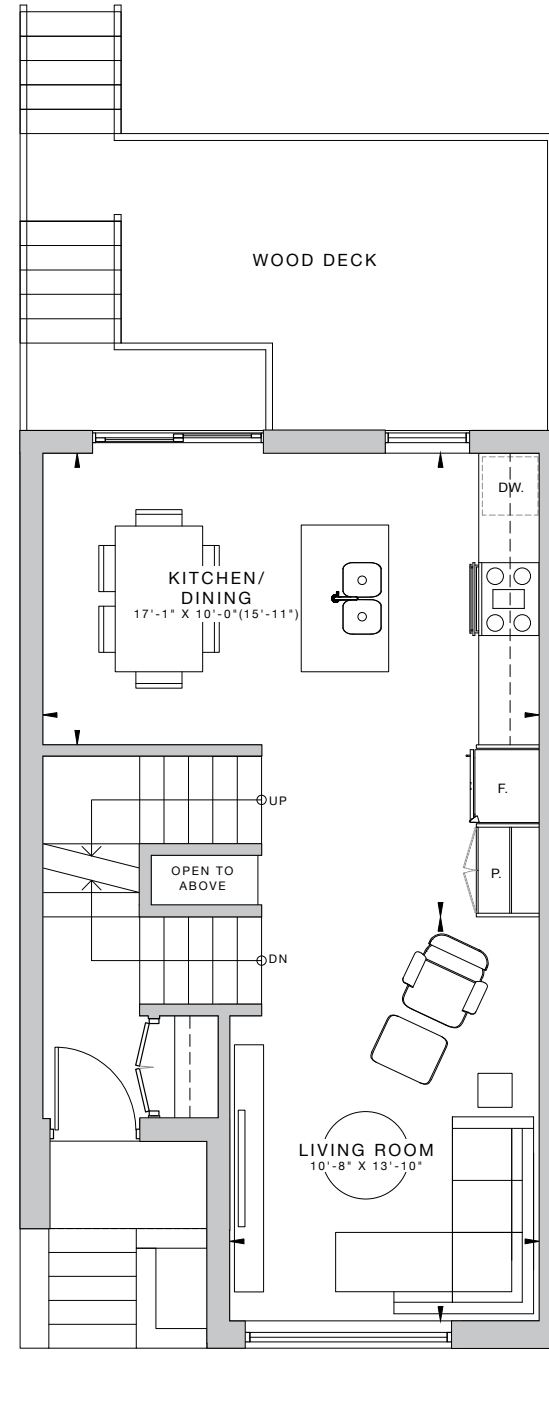 WOOD DECK
DW.
KITCHEN/
DINING
17'-1" X 10'-0"(15'-11")
F.
UP
OPEN TO
ABOVE
P.
DN
LIVING ROOM
10'-8" X 13'-10"